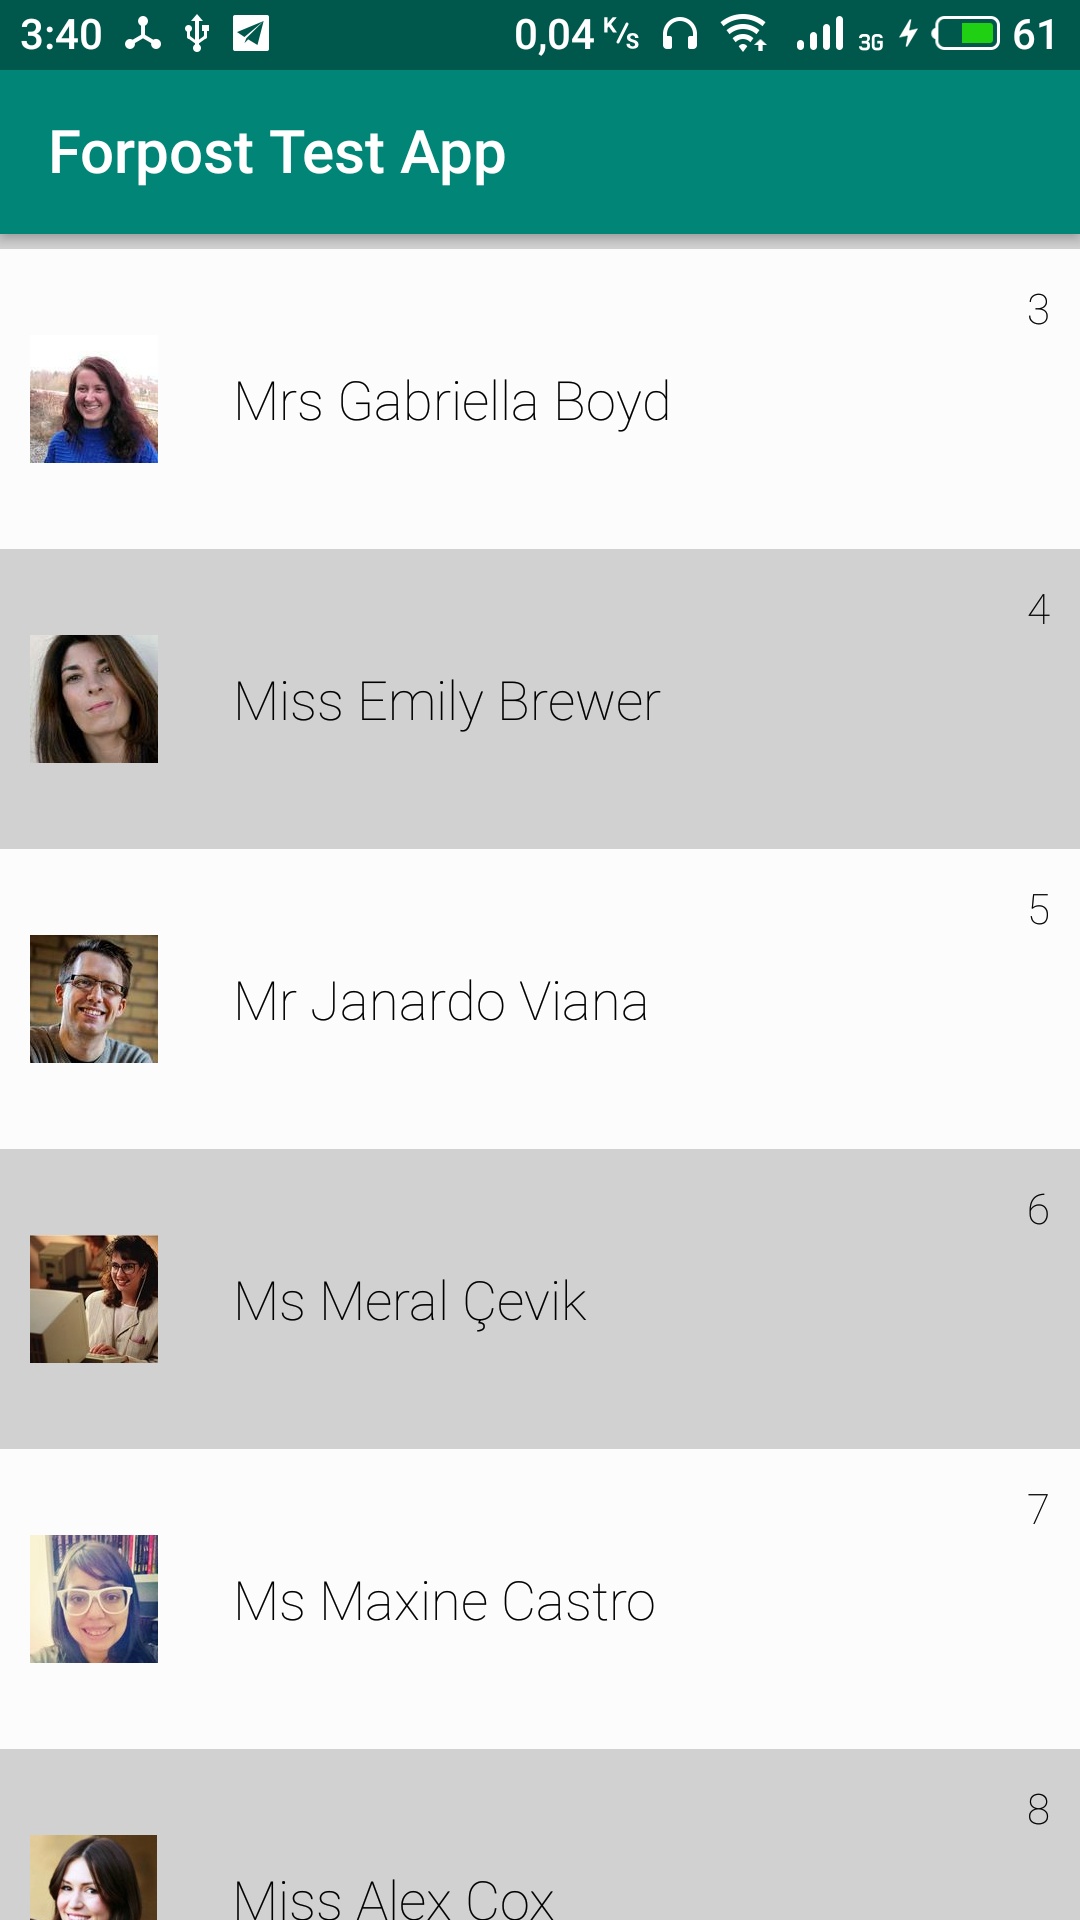 3:40 0,04 K/s 3G 61
Forpost Test App
3
Mrs Gabriella Boyd
4
Miss Emily Brewer
5
Mr Janardo Viana
6
Ms Meral Çevik
7
Ms Maxine Castro
8
Miss Alex Cox